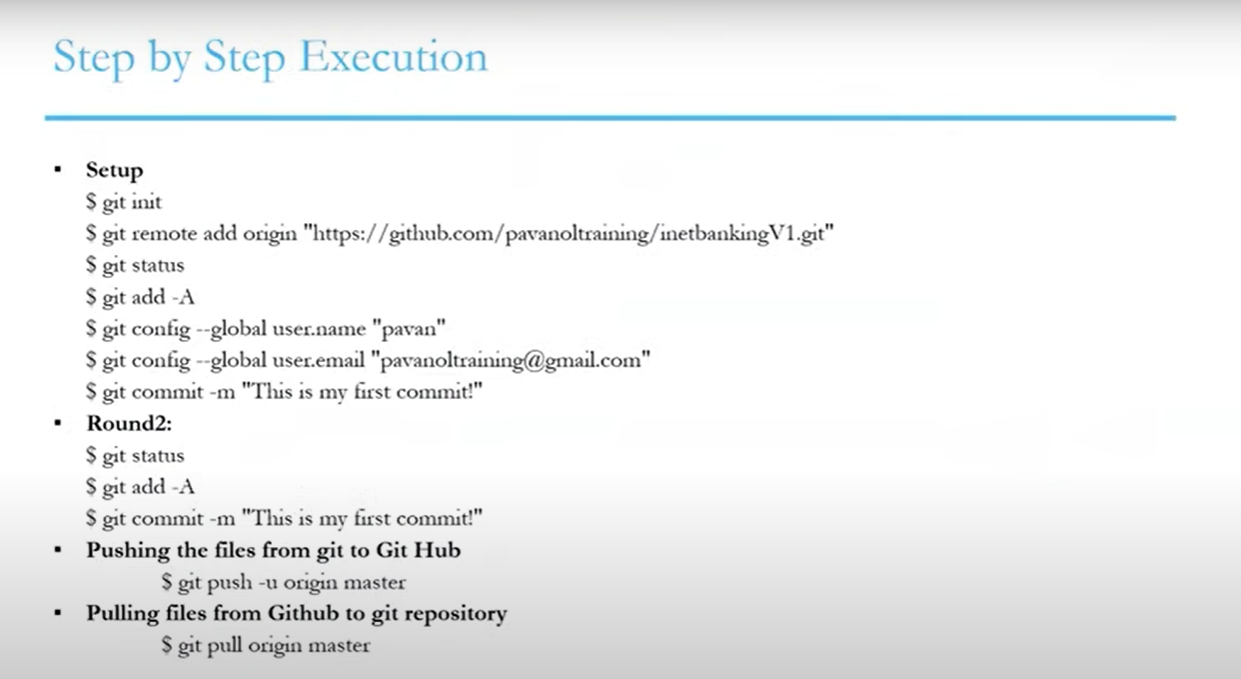 Step by Step Execution
▪ Setup
$ git init
$ git remote add origin "https://github.com/pavanoltraining/inetbankingV1.git"
$ git status
$ git add -A
$ git config --global user.name "pavan"
$ git config --global user.email "pavanoltraining@gmail.com"
$ git commit -m "This is my first commit!"
▪ Round2:
$ git status
$ git add -A
$ git commit -m "This is my first commit!"
▪ Pushing the files from git to Git Hub
$ git push -u origin master
▪ Pulling files from Github to git repository
$ git pull origin master